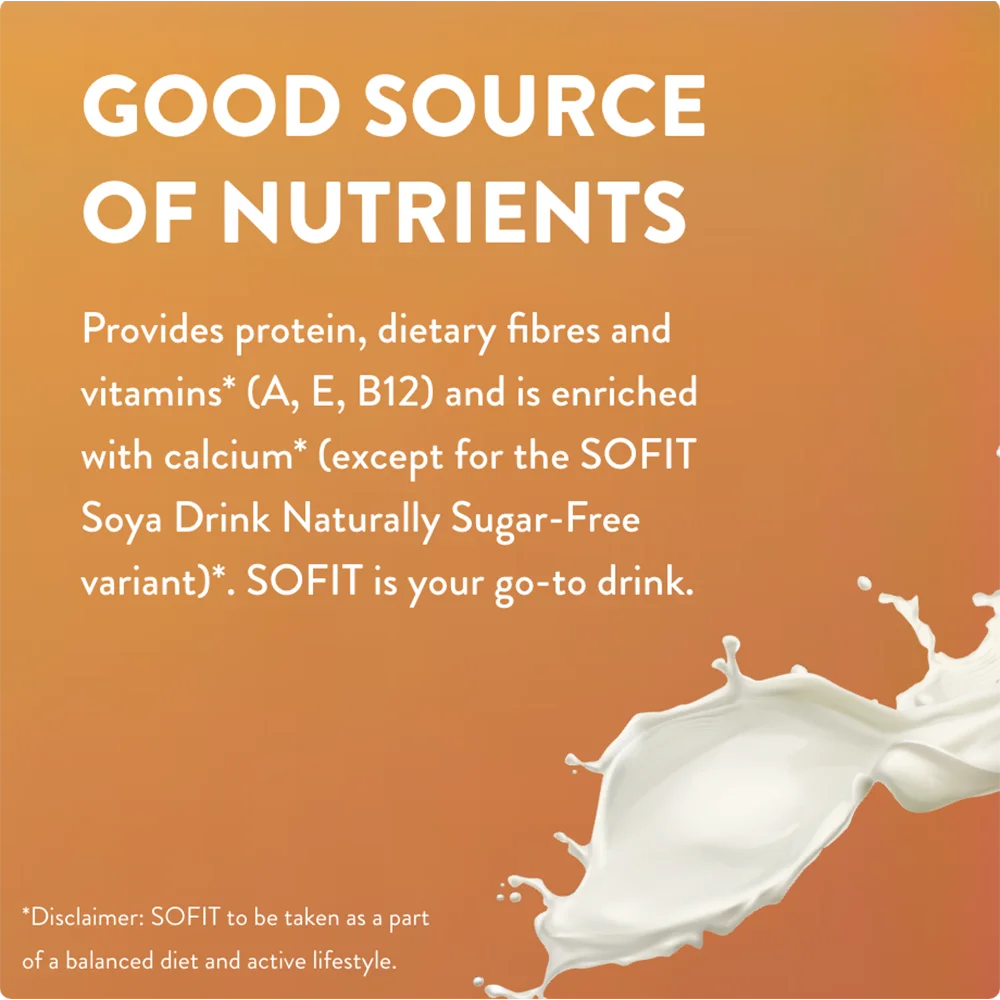 GOOD SOURCE
OF NUTRIENTS
Provides protein, dietary fibres and
vitamins* (A, E, B12) and is enriched
with calcium* (except for the SOFIT
Soya Drink Naturally Sugar-Free
variant)*. SOFIT is your go-to drink.
*Disclaimer: SOFIT to be taken as a part
of a balanced diet and active lifestyle.